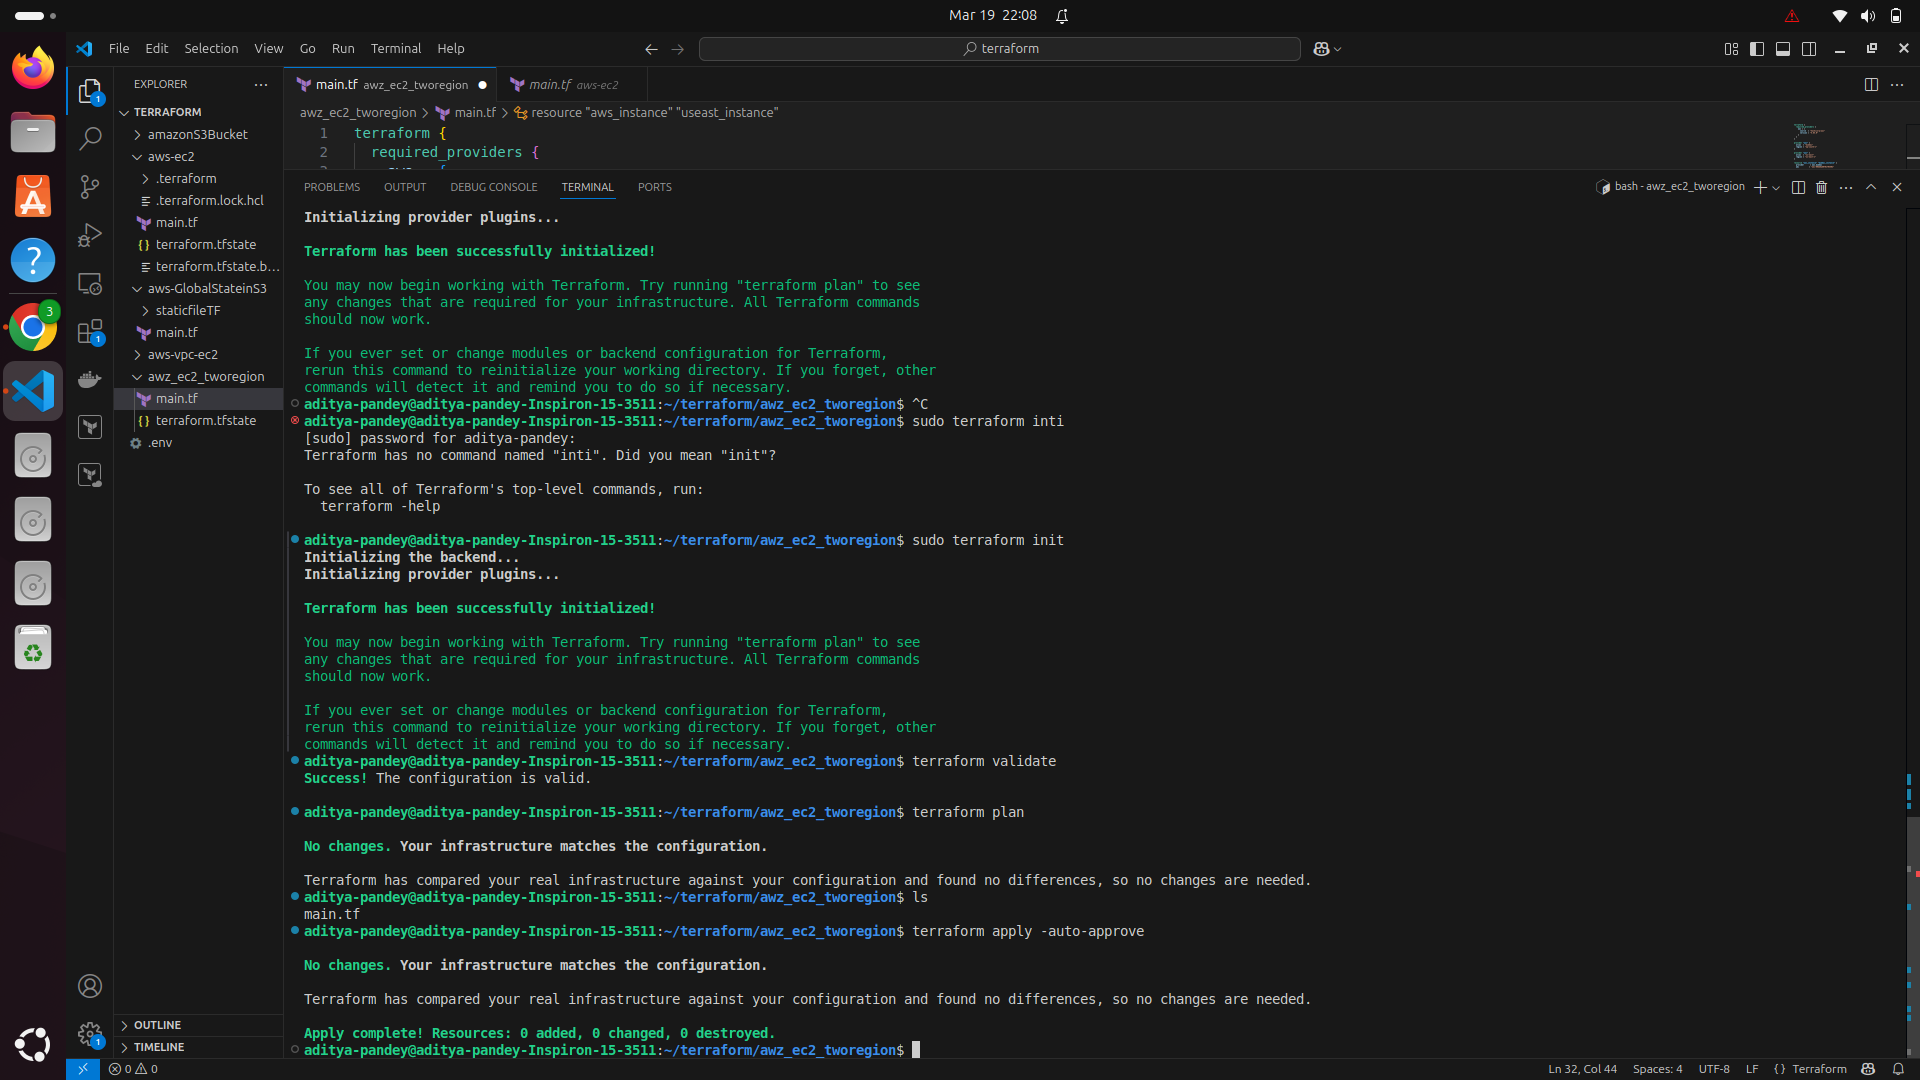 Mar 19 22:08
File Edit Selection View Go Run Terminal Help
terraform
EXPLORER
main.tf awz_ec2_tworegion
main.tf aws-ec2
TERRAFORM
awz_ec2_tworegion > main.tf > resource "aws_instance" "useast_instance"
1 terraform {
2 required_providers {
PROBLEMS OUTPUT DEBUG CONSOLE TERMINAL PORTS
bash - awz_ec2_tworegion
amazonS3Bucket
aws-ec2
.terraform
.terraform.lock.hcl
main.tf
{} terraform.tfstate
terraform.tfstate.b...
aws-GlobalStateinS3
staticfileTF
main.tf
aws-vpc-ec2
awz_ec2_tworegion
main.tf
{} terraform.tfstate
.env
Initializing provider plugins...
Terraform has been successfully initialized!
You may now begin working with Terraform. Try running "terraform plan" to see
any changes that are required for your infrastructure. All Terraform commands
should now work.
If you ever set or change modules or backend configuration for Terraform,
rerun this command to reinitialize your working directory. If you forget, other
commands will detect it and remind you to do so if necessary.
aditya-pandey@aditya-pandey-Inspiron-15-3511:~/terraform/awz_ec2_tworegion$ ^C
aditya-pandey@aditya-pandey-Inspiron-15-3511:~/terraform/awz_ec2_tworegion$ sudo terraform inti
[sudo] password for aditya-pandey:
Terraform has no command named "inti". Did you mean "init"?
To see all of Terraform's top-level commands, run:
terraform -help
aditya-pandey@aditya-pandey-Inspiron-15-3511:~/terraform/awz_ec2_tworegion$ sudo terraform init
Initializing the backend...
Initializing provider plugins...
Terraform has been successfully initialized!
You may now begin working with Terraform. Try running "terraform plan" to see
any changes that are required for your infrastructure. All Terraform commands
should now work.
If you ever set or change modules or backend configuration for Terraform,
rerun this command to reinitialize your working directory. If you forget, other
commands will detect it and remind you to do so if necessary.
aditya-pandey@aditya-pandey-Inspiron-15-3511:~/terraform/awz_ec2_tworegion$ terraform validate
Success! The configuration is valid.
aditya-pandey@aditya-pandey-Inspiron-15-3511:~/terraform/awz_ec2_tworegion$ terraform plan
No changes. Your infrastructure matches the configuration.
Terraform has compared your real infrastructure against your configuration and found no differences, so no changes are needed.
aditya-pandey@aditya-pandey-Inspiron-15-3511:~/terraform/awz_ec2_tworegion$ ls
main.tf
aditya-pandey@aditya-pandey-Inspiron-15-3511:~/terraform/awz_ec2_tworegion$ terraform apply -auto-approve
No changes. Your infrastructure matches the configuration.
Terraform has compared your real infrastructure against your configuration and found no differences, so no changes are needed.
Apply complete! Resources: 0 added, 0 changed, 0 destroyed.
aditya-pandey@aditya-pandey-Inspiron-15-3511:~/terraform/awz_ec2_tworegion$
OUTLINE
TIMELINE
0 0
Ln 32, Col 44 Spaces: 4 UTF-8 LF {} Terraform
3
1
1
1